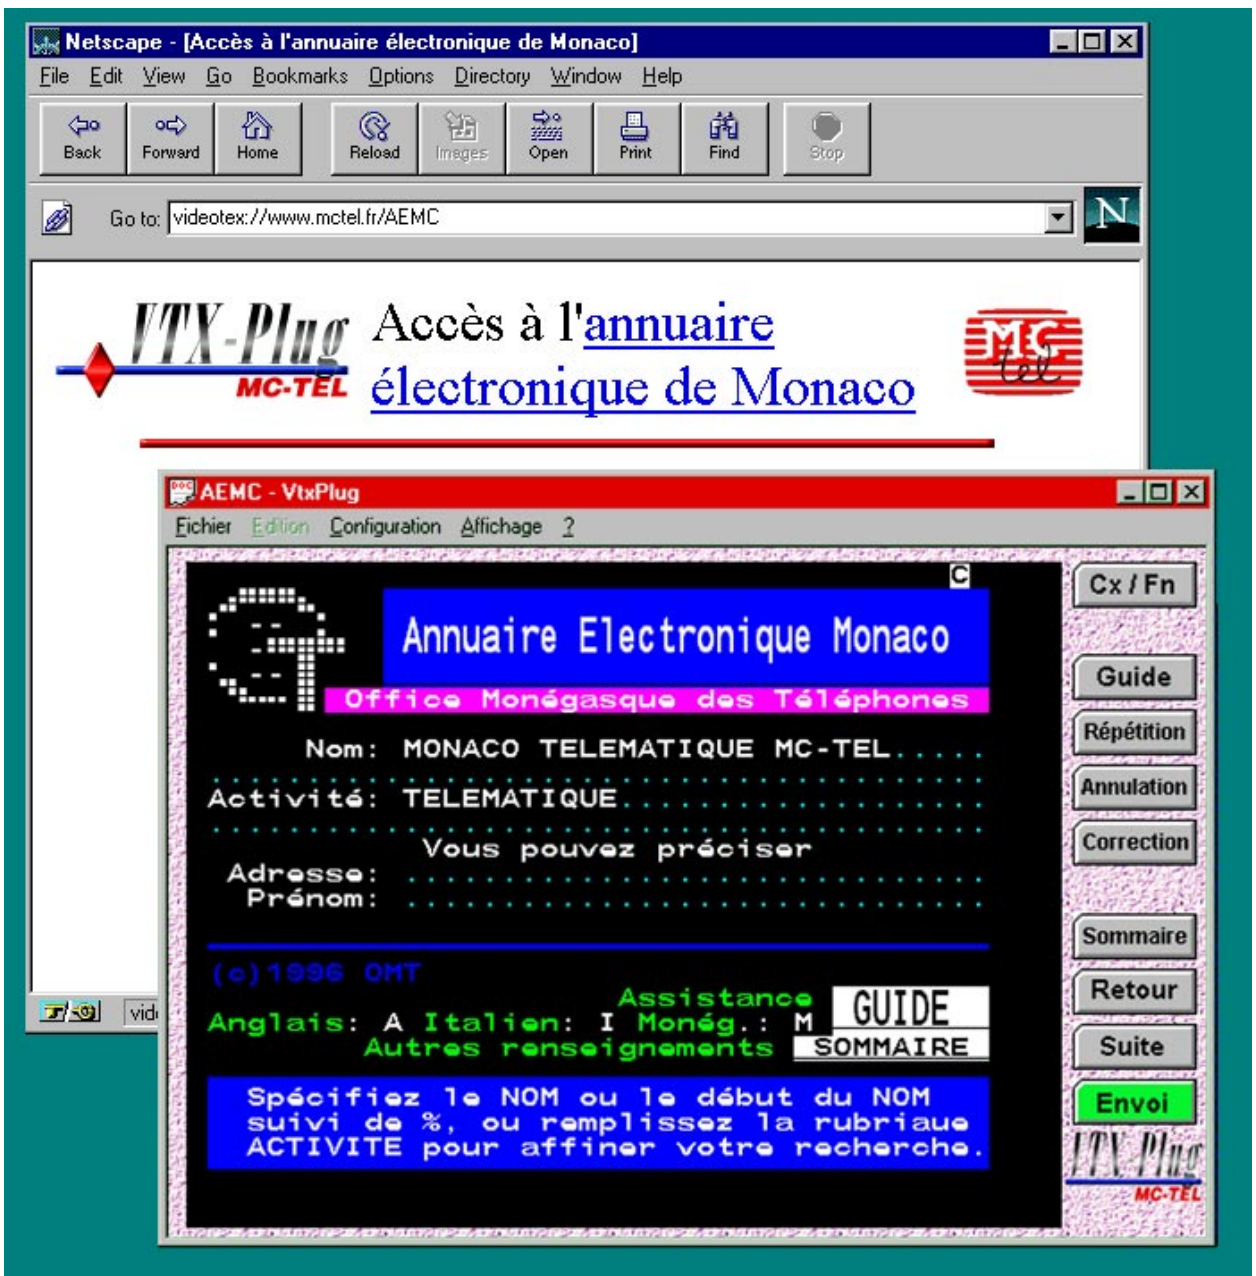 Netscape - [Accès à l'annuaire électronique de Monaco]
File Edit View Go Bookmarks Options Directory Window Help
Back Forward Home Reload Images Open Print Find Stop
Go to: videotex://www.mctel.fr/AEMC
N
VTX-Plug
MC-TEL
Accès à l'annuaire
électronique de Monaco
MC
tel
AEMC - VtxPlug
Fichier Edition Configuration Affichage ?
C
Annuaire Electronique Monaco
Office Monégasque des Téléphones
Nom: MONACO TELEMATIQUE MC-TEL.....
Activité: TELEMATIQUE......................
Vous pouvez préciser
Adresse: ..............................
Prénom: ..............................
(c)1996 OMT
Assistance GUIDE
Anglais: A Italien: I Monég.: M
Autres renseignements SOMMAIRE
Spécifiez le NOM ou le début du NOM
suivi de %, ou remplissez la rubriaue
ACTIVITE pour affiner votre recherche.
Cx / Fn
Guide
Répétition
Annulation
Correction
Sommaire
Retour
Suite
Envoi
VTX-Plug
MC-TEL